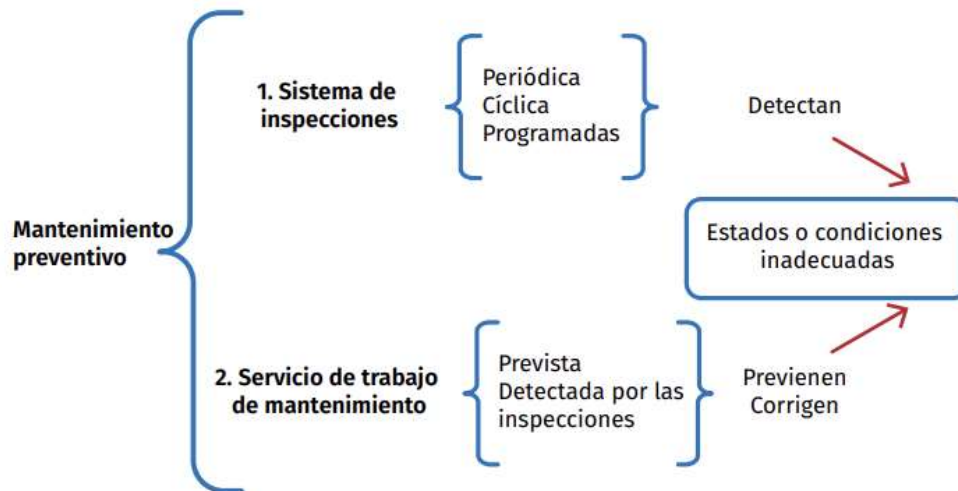 Mantenimiento
preventivo
1. Sistema de
inspecciones
Periódica
Cíclica
Programadas
Detectan
Estados o condiciones
inadecuadas
2. Servicio de trabajo
de mantenimiento
Prevista
Detectada por las
inspecciones
Previenen
Corrigen